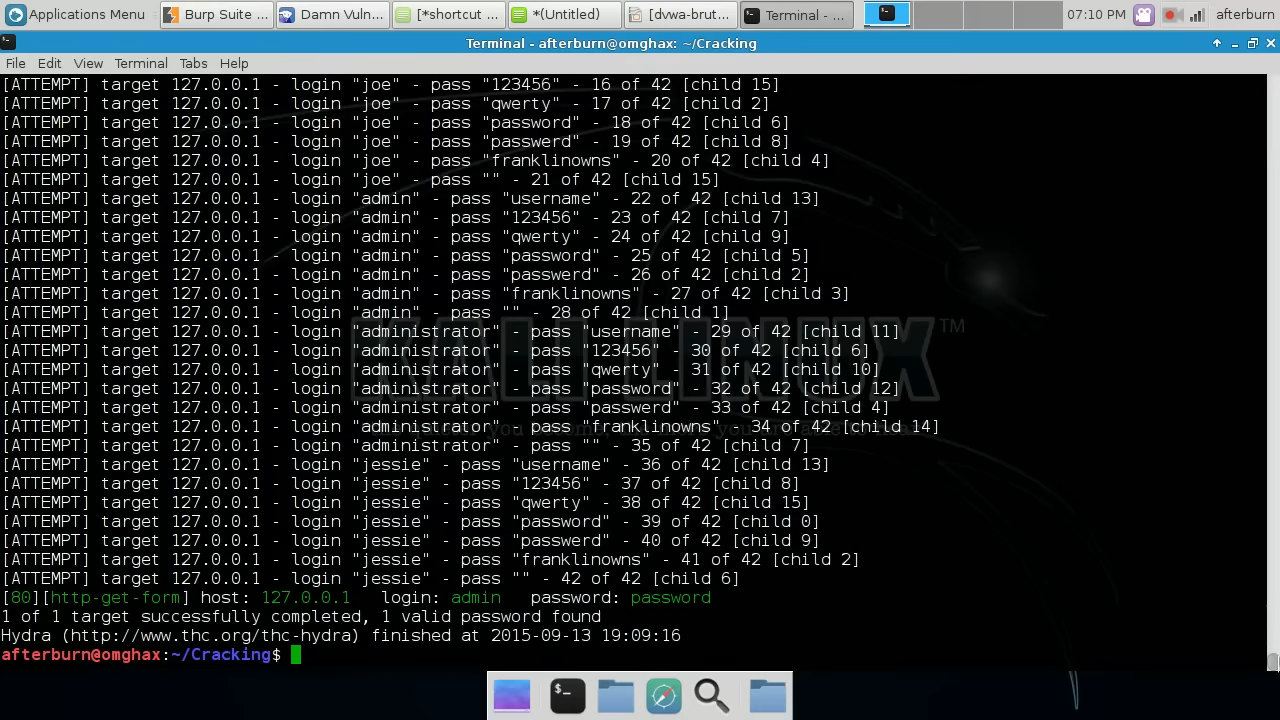 Applications Menu
Burp Suite ...
Damn Vuln...
[*shortcut ...
*(Untitled)
[dvwa-brut...
Terminal - ...
07:10 PM
afterburn
Terminal - afterburn@omghax: ~/Cracking
File Edit View Terminal Tabs Help
[ATTEMPT] target 127.0.0.1 - login "joe" - pass "123456" - 16 of 42 [child 15]
[ATTEMPT] target 127.0.0.1 - login "joe" - pass "qwerty" - 17 of 42 [child 2]
[ATTEMPT] target 127.0.0.1 - login "joe" - pass "password" - 18 of 42 [child 6]
[ATTEMPT] target 127.0.0.1 - login "joe" - pass "passwerd" - 19 of 42 [child 8]
[ATTEMPT] target 127.0.0.1 - login "joe" - pass "franklinowns" - 20 of 42 [child 4]
[ATTEMPT] target 127.0.0.1 - login "joe" - pass "" - 21 of 42 [child 15]
[ATTEMPT] target 127.0.0.1 - login "admin" - pass "username" - 22 of 42 [child 13]
[ATTEMPT] target 127.0.0.1 - login "admin" - pass "123456" - 23 of 42 [child 7]
[ATTEMPT] target 127.0.0.1 - login "admin" - pass "qwerty" - 24 of 42 [child 9]
[ATTEMPT] target 127.0.0.1 - login "admin" - pass "password" - 25 of 42 [child 5]
[ATTEMPT] target 127.0.0.1 - login "admin" - pass "passwerd" - 26 of 42 [child 2]
[ATTEMPT] target 127.0.0.1 - login "admin" - pass "franklinowns" - 27 of 42 [child 3]
[ATTEMPT] target 127.0.0.1 - login "admin" - pass "" - 28 of 42 [child 1]
[ATTEMPT] target 127.0.0.1 - login "administrator" - pass "username" - 29 of 42 [child 11]
[ATTEMPT] target 127.0.0.1 - login "administrator" - pass "123456" - 30 of 42 [child 6]
[ATTEMPT] target 127.0.0.1 - login "administrator" - pass "qwerty" - 31 of 42 [child 10]
[ATTEMPT] target 127.0.0.1 - login "administrator" - pass "password" - 32 of 42 [child 12]
[ATTEMPT] target 127.0.0.1 - login "administrator" - pass "passwerd" - 33 of 42 [child 4]
[ATTEMPT] target 127.0.0.1 - login "administrator" - pass "franklinowns" - 34 of 42 [child 14]
[ATTEMPT] target 127.0.0.1 - login "administrator" - pass "" - 35 of 42 [child 7]
[ATTEMPT] target 127.0.0.1 - login "jessie" - pass "username" - 36 of 42 [child 13]
[ATTEMPT] target 127.0.0.1 - login "jessie" - pass "123456" - 37 of 42 [child 8]
[ATTEMPT] target 127.0.0.1 - login "jessie" - pass "qwerty" - 38 of 42 [child 15]
[ATTEMPT] target 127.0.0.1 - login "jessie" - pass "password" - 39 of 42 [child 0]
[ATTEMPT] target 127.0.0.1 - login "jessie" - pass "passwerd" - 40 of 42 [child 9]
[ATTEMPT] target 127.0.0.1 - login "jessie" - pass "franklinowns" - 41 of 42 [child 2]
[ATTEMPT] target 127.0.0.1 - login "jessie" - pass "" - 42 of 42 [child 6]
[80][http-get-form] host: 127.0.0.1   login: admin   password: password
1 of 1 target successfully completed, 1 valid password found
Hydra (http://www.thc.org/thc-hydra) finished at 2015-09-13 19:09:16
afterburn@omghax:~/Cracking$
KALI LINUX™